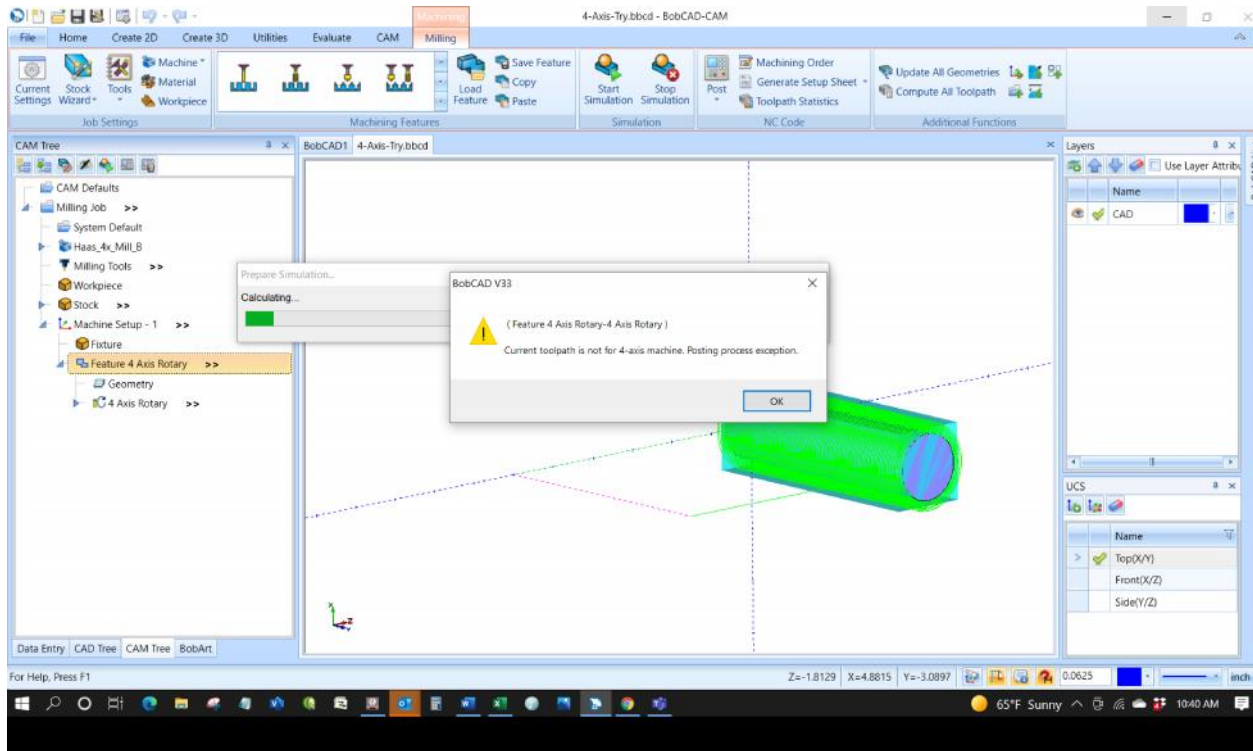 Machining
4-Axis-Try.bbcd - BobCAD-CAM
File Home Create 2D Create 3D Utilities Evaluate CAM Milling
Current Settings
Stock Wizard
Tools
Machine
Material
Workpiece
Job Settings
Load Feature
Save Feature
Copy
Paste
Machining Features
Start Simulation
Stop Simulation
Simulation
Post
Machining Order
Generate Setup Sheet
Toolpath Statistics
NC Code
Update All Geometries
Compute All Toolpath
Additional Functions
CAM Tree
CAM Defaults
Milling Job >>
System Default
Haas_4x_Mill_B
Milling Tools >>
Workpiece
Stock >>
Machine Setup - 1 >>
Fixture
Feature 4 Axis Rotary >>
Geometry
4 Axis Rotary >>
Data Entry CAD Tree CAM Tree BobArt
BobCAD1 4-Axis-Try.bbcd
Prepare Simulation...
Calculating...
BobCAD V33
( Feature 4 Axis Rotary-4 Axis Rotary )
Current toolpath is not for 4-axis machine. Posting process exception.
OK
Layers
Use Layer Attribu
Name
CAD
UCS
Name
Top(X/Y)
Front(X/Z)
Side(Y/Z)
For Help, Press F1
Z=-1.8129 X=4.8815 Y=-3.0897 0.0625 inch
65°F Sunny 10:40 AM